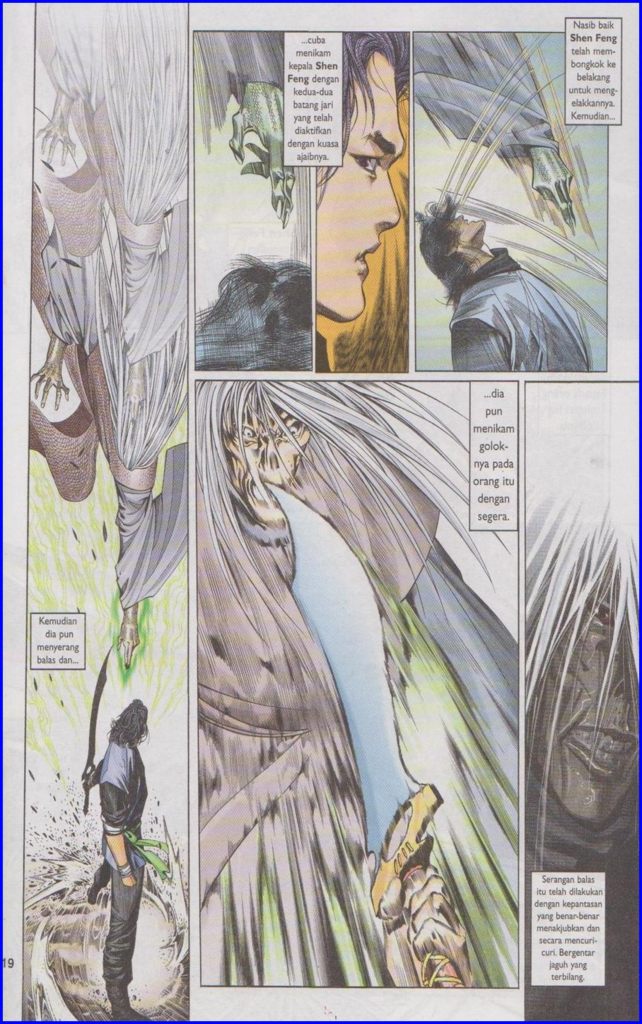 Kemudian
dia pun
menyerang
balas dan...
...cuba
menikam
kepala Shen
Feng dengan
kedua-dua
batang jari
yang telah
diaktifkan
dengan kuasa
ajaibnya.
Nasib baik
Shen Feng
telah mem-
bongkok ke
belakang
untuk meng-
elakkannya.
Kemudian...
...dia
pun
menikam
golok-
nya pada
orang itu
dengan
segera.
Serangan balas
itu telah dilakukan
dengan kepantasan
yang benar-benar
menakjubkan dan
secara mencuri-
curi. Bergentar
jaguh yang
terbilang.
19